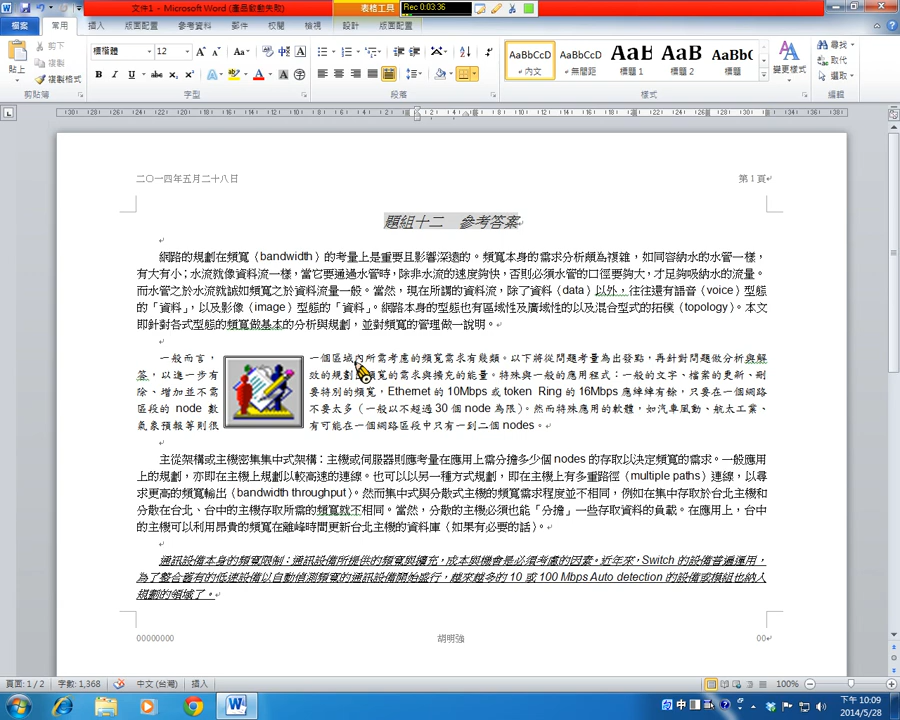 文件1 - Microsoft Word (產品啟動失敗)
表格工具
Rec 0:03:36
檔案 常用 插入 版面配置 參考資料 郵件 校閱 檢視 設計 版面配置
貼上
剪下
複製
複製格式
剪貼簿
標楷體 12
B I U abc x₂ x² A
字型
段落
AaBbCcD AaBbCcD AaBb AaBb AaBbC
內文 無間距 標題 1 標題 2 標題
變更樣式
樣式
尋找
取代
選取
編輯
二〇一四年五月二十八日 第 1 頁
題組十二 參考答案
網路的規劃在頻寬（bandwidth）的考量上是重要且影響深遠的。頻寬本身的需求分析頗為複雜，如同容納水的水管一樣，
有大有小；水流就像資料流一樣，當它要通過水管時，除非水流的速度夠快，否則必須水管的口徑要夠大，才足夠吸納水的流量。
而水管之於水流就誠如頻寬之於資料流量一般。當然，現在所謂的資料流，除了資料（data）以外，往往還有語音（voice）型態
的「資料」，以及影像（image）型態的「資料」。網路本身的型態也有區域性及廣域性的以及混合型式的拓樸（topology）。本文
即針對各式型態的頻寬做基本的分析與規劃，並對頻寬的管理做一說明。
一般而言，一個區域內所需考慮的頻寬需求有幾類。以下將從問題考量為出發點，再針對問題做分析與解
答，以進一步有效的規劃頻寬的需求與擴充的能量。特殊與一般的應用程式：一般的文字、檔案的更新、刪
除、增加並不需要特別的頻寬，Ethernet 的 10Mbps 或 token Ring 的 16Mbps 應綽綽有餘，只要在一個網路
區段的 node 數不要太多（一般以不超過 30 個 node 為限）。然而特殊應用的軟體，如汽車風動、航太工業、
氣象預報等則很有可能在一個網路區段中只有一到二個 nodes。
主從架構或主機密集集中式架構：主機或伺服器則應考量在應用上需分擔多少個 nodes 的存取以決定頻寬的需求。一般應用
上的規劃，亦即在主機上規劃以較高速的連線。也可以以另一種方式規劃，即在主機上有多重路徑（multiple paths）連線，以尋
求更高的頻寬輸出（bandwidth throughput）。然而集中式與分散式主機的頻寬需求程度並不相同，例如在集中存取於台北主機和
分散在台北、台中的主機存取所需的頻寬就不相同。當然，分散的主機必須也能「分擔」一些存取資料的負載。在應用上，台中
的主機可以利用昂貴的頻寬在離峰時間更新台北主機的資料庫（如果有必要的話）。
通訊設備本身的頻寬限制：通訊設備所提供的頻寬與擴充，成本與機會是必須考慮的因素。近年來，Switch 的設備普遍運用，
為了整合舊有的低速設備以自動偵測頻寬的通訊設備開始盛行，越來越多的 10 或 100 Mbps Auto detection 的設備或模組也納入
規劃的領域了。
00000000 胡明強 00
頁面: 1 / 2 字數: 1,368 中文 (台灣) 插入 100%
中
下午 10:09
2014/5/28